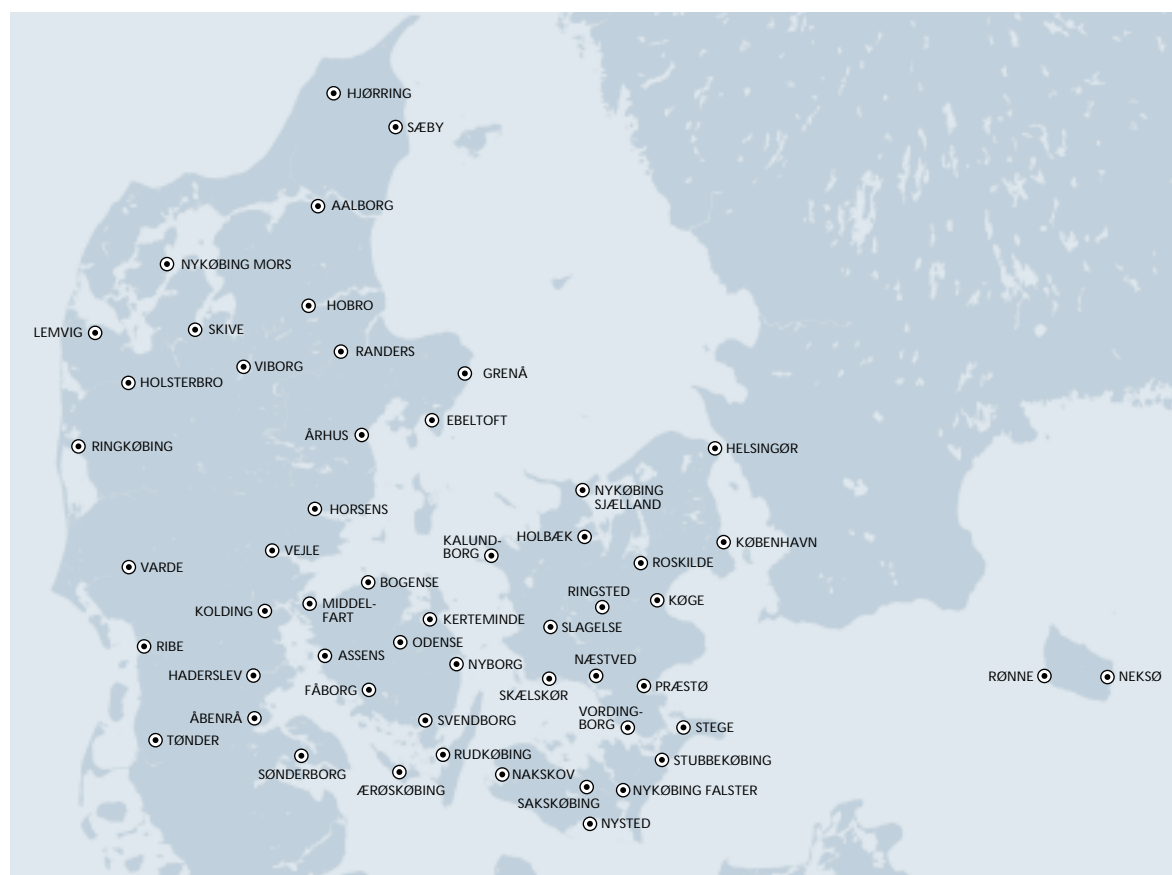 HJØRRING
SÆBY
AALBORG
NYKØBING MORS
HOBRO
LEMVIG
SKIVE
RANDERS
VIBORG
GRENÅ
HOLSTERBRO
EBELTOFT
ÅRHUS
RINGKØBING
HELSINGØR
NYKØBING
SJÆLLAND
HORSENS
HOLBÆK
KALUND-
BORG
KØBENHAVN
VEJLE
ROSKILDE
VARDE
BOGENSE
RINGSTED
KØGE
MIDDEL-
FART
KOLDING
KERTEMINDE
SLAGELSE
ODENSE
RIBE
ASSENS
NYBORG
NÆSTVED
HADERSLEV
RØNNE
NEKSØ
FÅBORG
SKÆLSKØR
PRÆSTØ
ÅBENRÅ
SVENDBORG
VORDING-
BORG
STEGE
TØNDER
RUDKØBING
STUBBEKØBING
SØNDERBORG
NAKSKOV
ÆRØSKØBING
SAKSKØBING
NYKØBING FALSTER
NYSTED